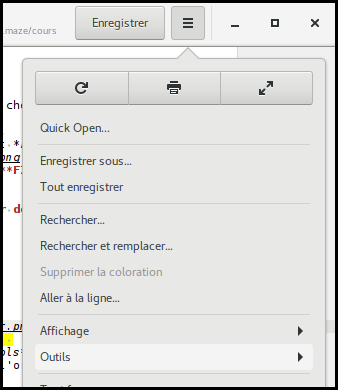 .maze/cours
Enregistrer
che
Quick Open...
Enregistrer sous...
Tout enregistrer
Rechercher...
Rechercher et remplacer...
Supprimer la coloration
Aller à la ligne...
Affichage
Outils